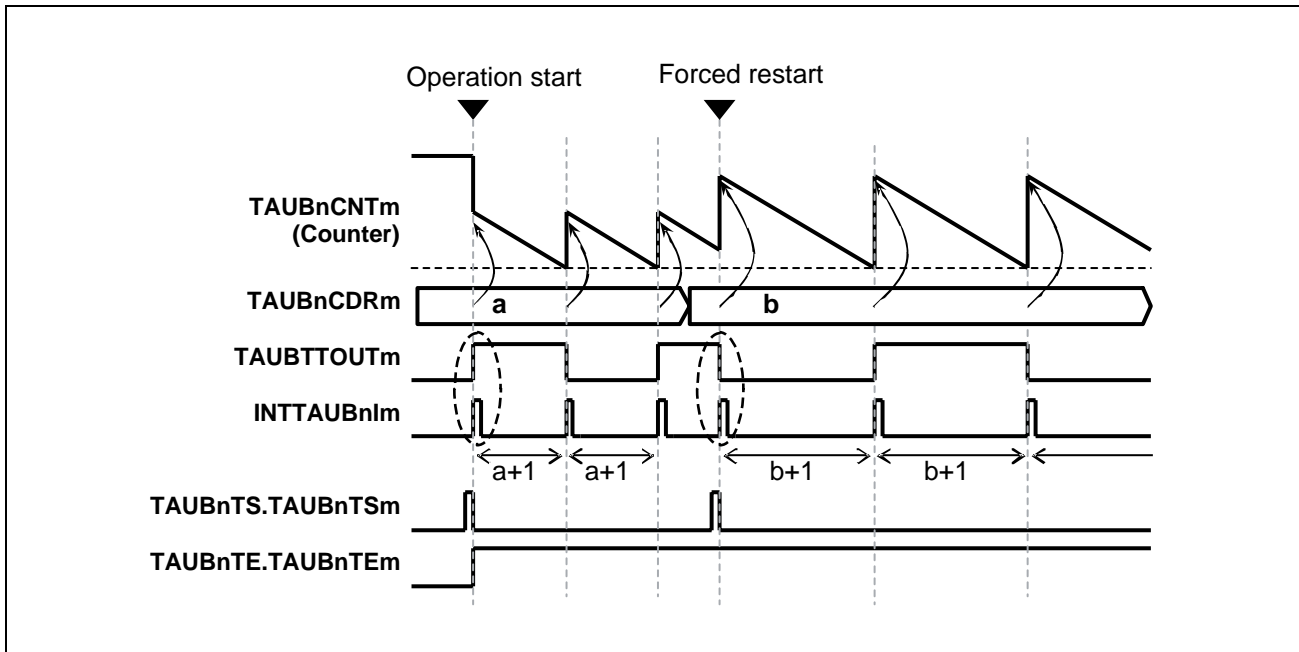 Operation start
Forced restart
TAUBnCNTm
(Counter)
TAUBnCDRm
a
b
TAUBTTOUTm
INTTAUBnIm
a+1
a+1
b+1
b+1
TAUBnTS.TAUBnTSm
TAUBnTE.TAUBnTEm